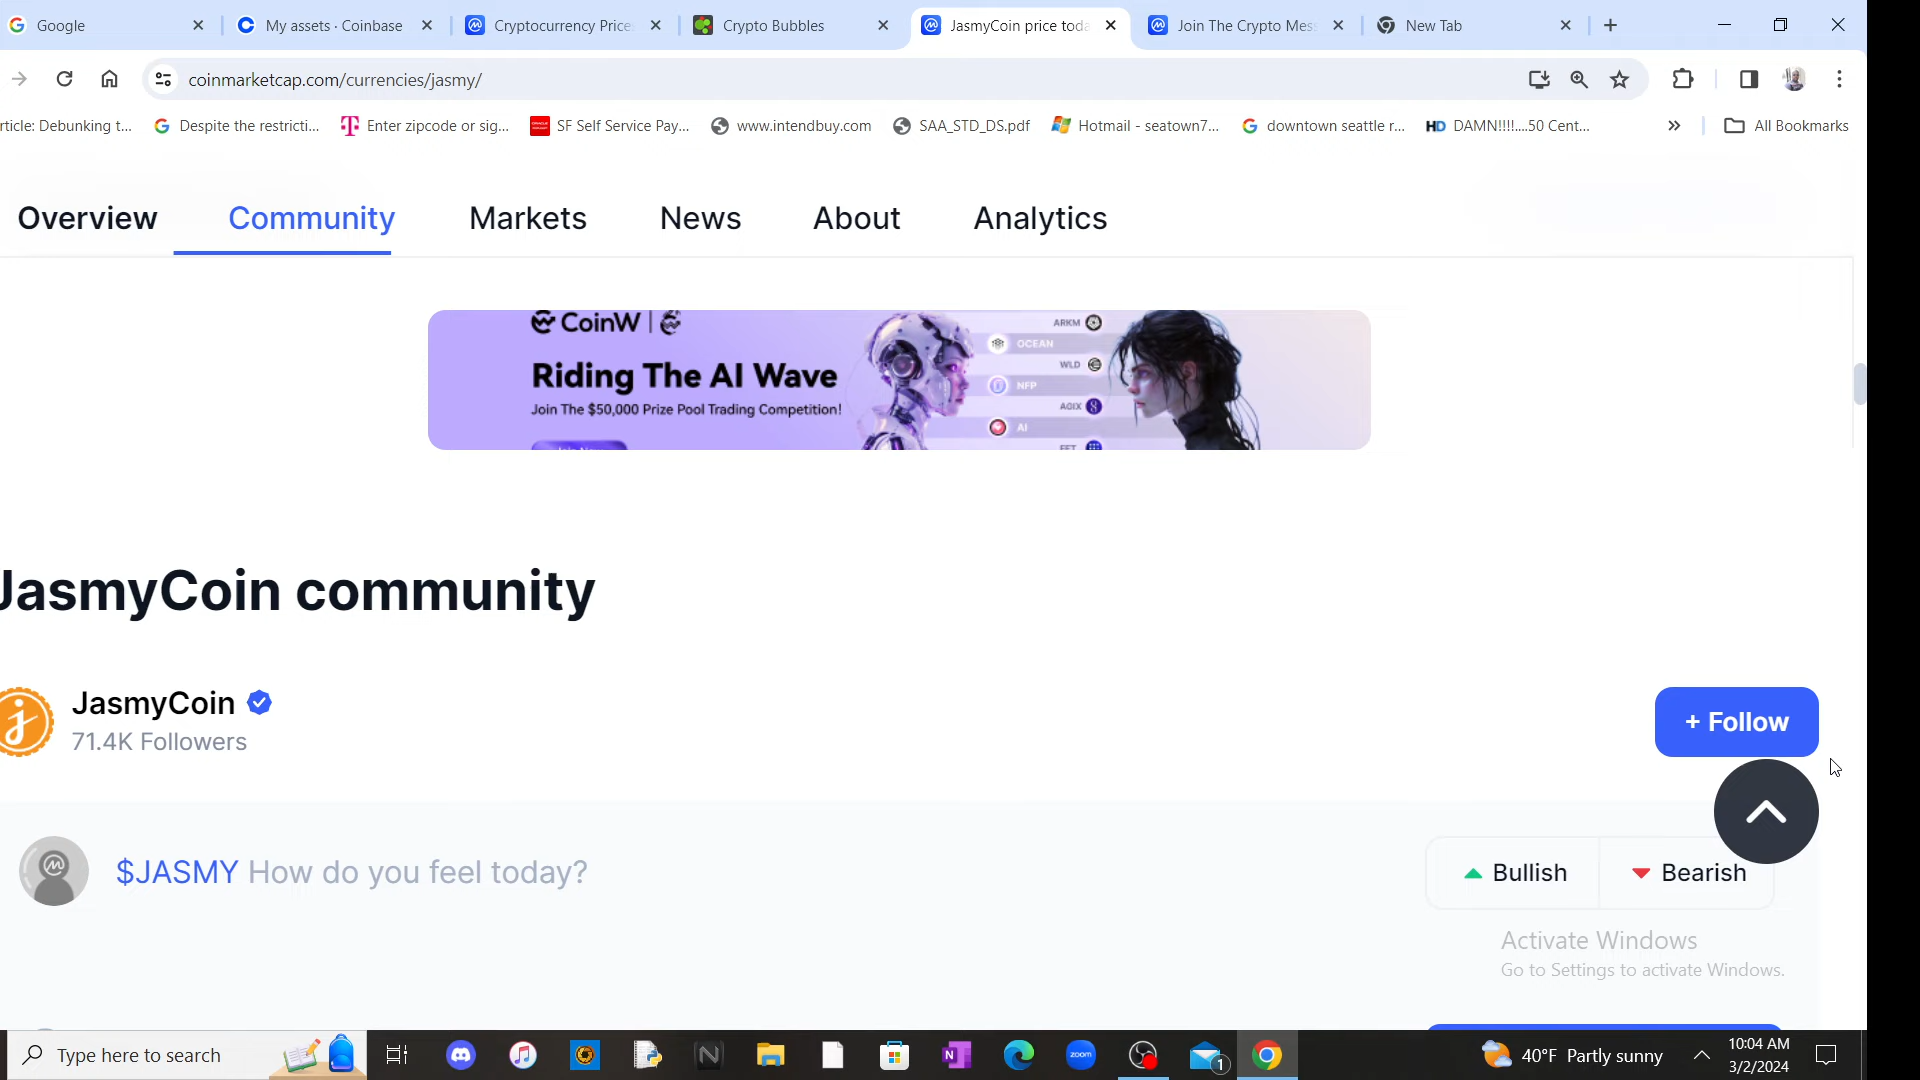 Google
My assets · Coinbase
Cryptocurrency Price
Crypto Bubbles
JasmyCoin price toda
Join The Crypto Mess
New Tab
coinmarketcap.com/currencies/jasmy/
rticle: Debunking t...
Despite the restricti...
Enter zipcode or sig...
SF Self Service Pay...
www.intendbuy.com
SAA_STD_DS.pdf
Hotmail - seatown7...
downtown seattle r...
HD DAMN!!!!....50 Cent...
All Bookmarks
Overview
Community
Markets
News
About
Analytics
CoinW
Riding The AI Wave
Join The $50,000 Prize Pool Trading Competition!
ARKM
OCEAN
WLD
NFP
AGIX
AI
JasmyCoin community
JasmyCoin
71.4K Followers
+ Follow
$JASMY How do you feel today?
Bullish
Bearish
Activate Windows
Go to Settings to activate Windows.
Type here to search
zoom
1
40°F Partly sunny
10:04 AM
3/2/2024